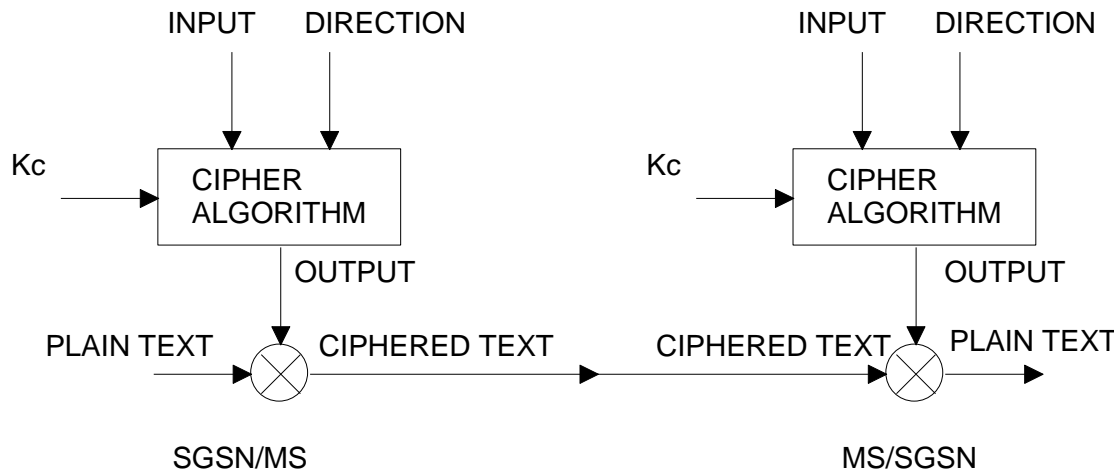 INPUT DIRECTION INPUT DIRECTION
Kc CIPHER ALGORITHM Kc CIPHER ALGORITHM
OUTPUT OUTPUT
PLAIN TEXT CIPHERED TEXT CIPHERED TEXT PLAIN TEXT
SGSN/MS MS/SGSN